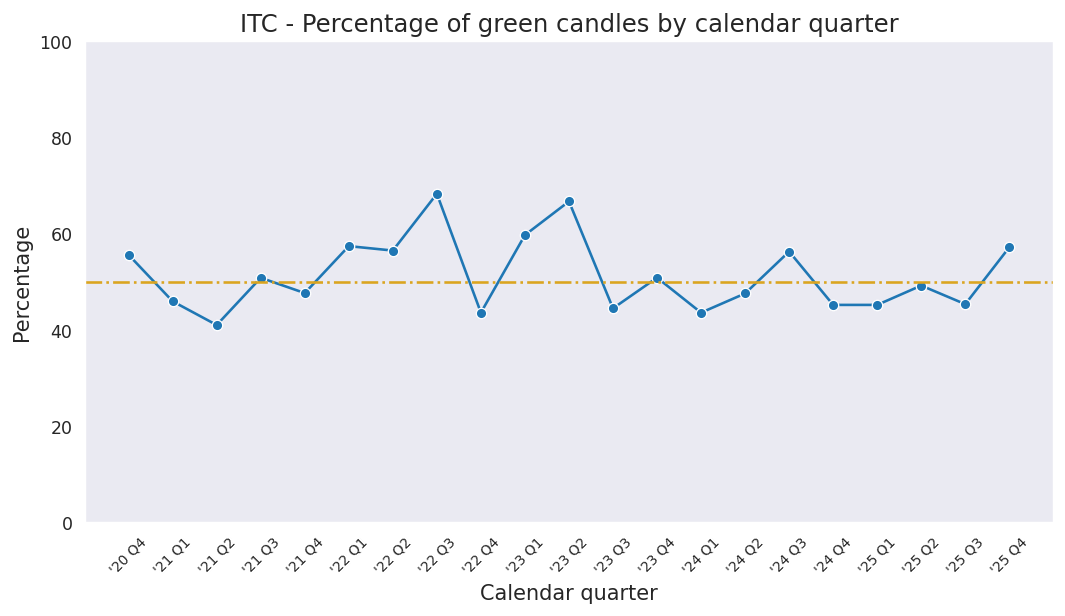 ITC - Percentage of green candles by calendar quarter
100
80
60
40
20
0
Percentage
'20 Q4
'21 Q1
'21 Q2
'21 Q3
'21 Q4
'22 Q1
'22 Q2
'22 Q3
'22 Q4
'23 Q1
'23 Q2
'23 Q3
'23 Q4
'24 Q1
'24 Q2
'24 Q3
'24 Q4
'25 Q1
'25 Q2
'25 Q3
'25 Q4
Calendar quarter